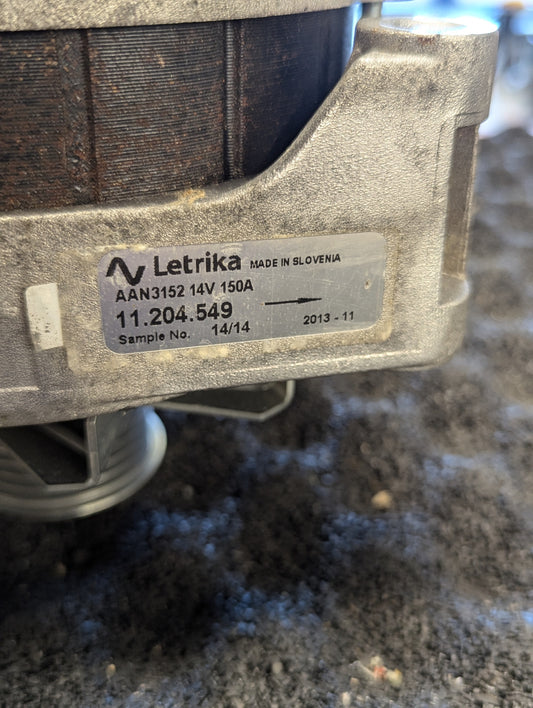 Letrika MADE IN SLOVENIA
AAN3152 14V 150A
11.204.549
Sample No. 14/14 2013 - 11